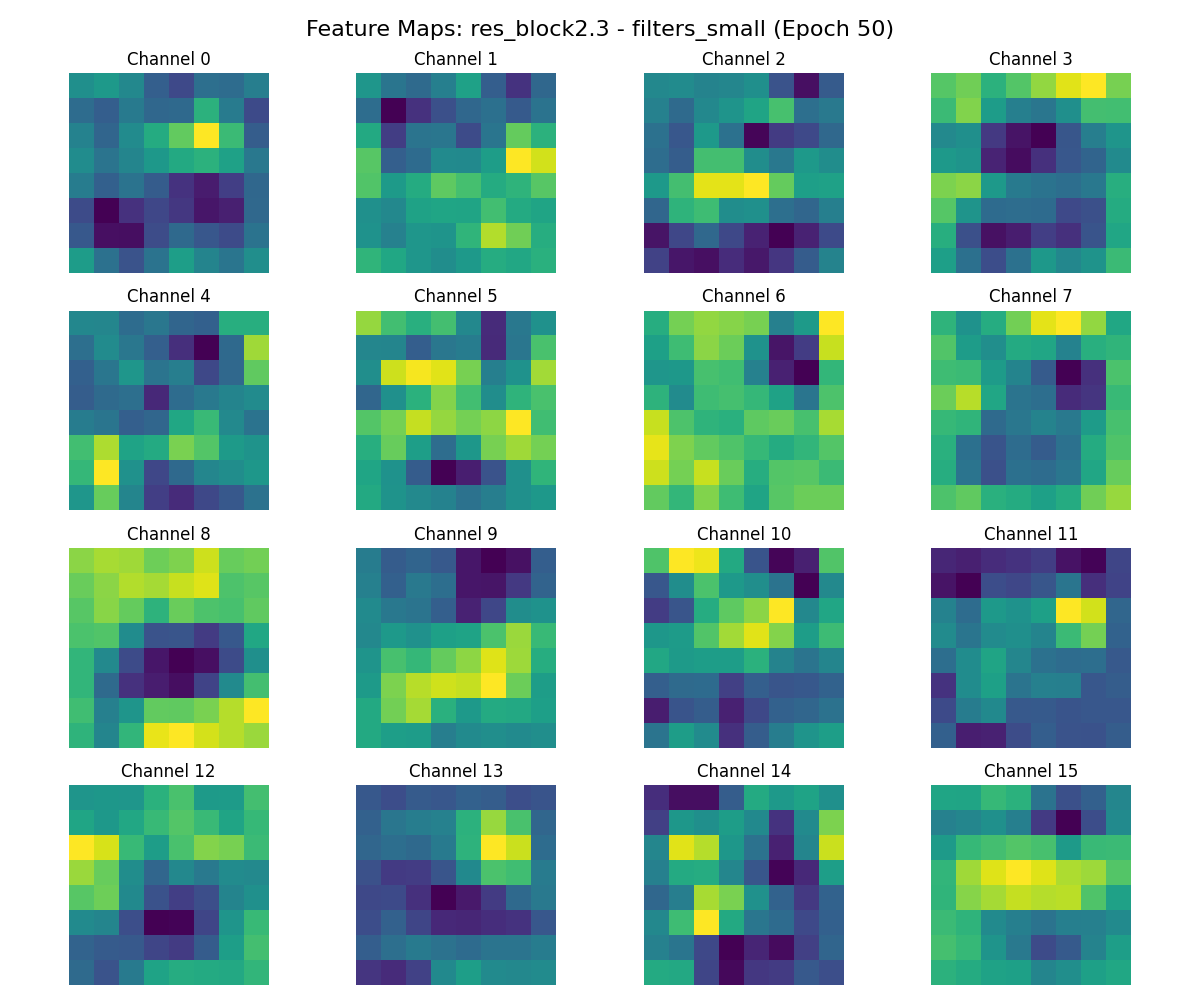 Feature Maps: res_block2.3 - filters_small (Epoch 50)
Channel 0
Channel 1
Channel 2
Channel 3
Channel 4
Channel 5
Channel 6
Channel 7
Channel 8
Channel 9
Channel 10
Channel 11
Channel 12
Channel 13
Channel 14
Channel 15